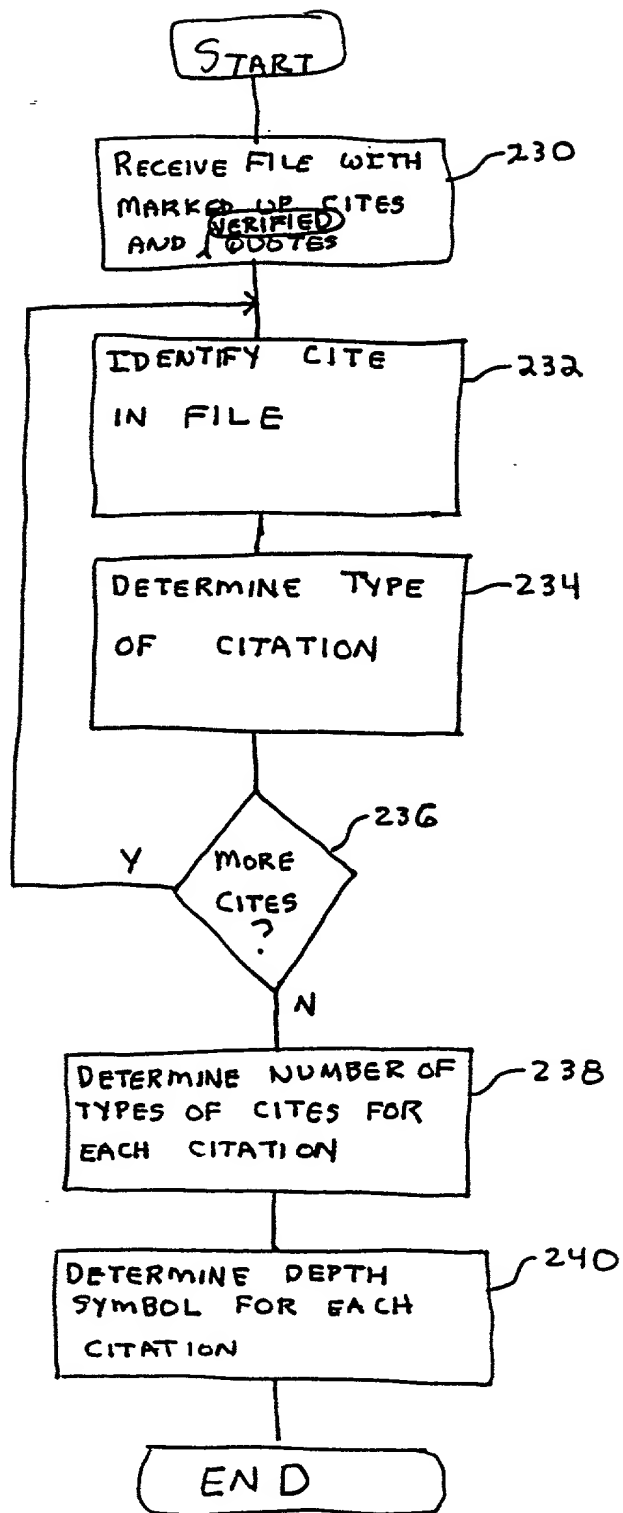 START
RECEIVE FILE WITH
230
MARKED UP CITES
VERIFIED
AND QUOTES
IDENTIFY CITE
232
IN FILE
DETERMINE TYPE
234
OF CITATION
236
Y
MORE
CITES
?
N
DETERMINE NUMBER OF
238
TYPES OF CITES FOR
EACH CITATION
DETERMINE DEPTH
240
SYMBOL FOR EACH
CITATION
END